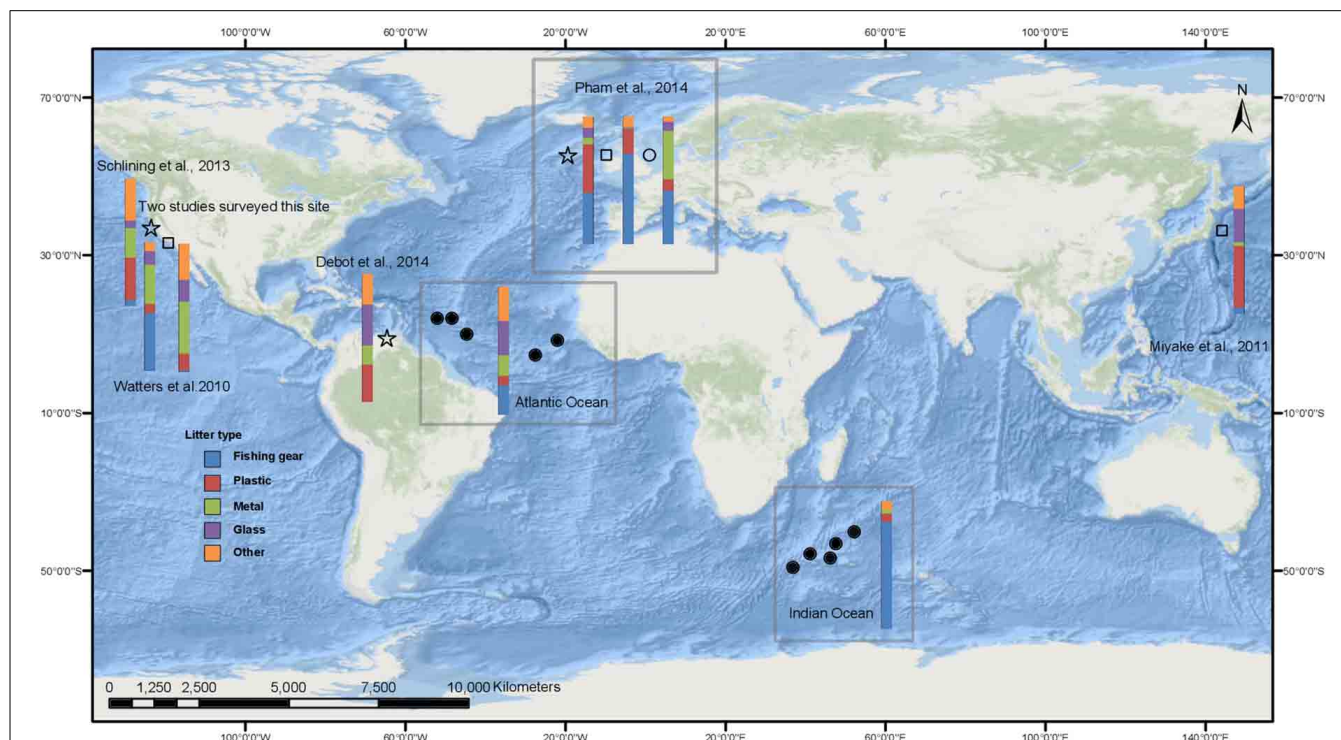 100°0'0"W 60°0'0"W 20°0'0"W 20°0'0"E 60°0'0"E 100°0'0"E 140°0'0"E
70°0'0"N 70°0'0"N
Pham et al., 2014
N
Schlining et al., 2013
Two studies surveyed this site
30°0'0"N 30°0'0"N
Debot et al., 2014
Miyake et al., 2011
Watters et al.2010
Atlantic Ocean
10°0'0"S 10°0'0"S
Litter type
Fishing gear
Plastic
Metal
Glass
Other
50°0'0"S 50°0'0"S
Indian Ocean
0 1,250 2,500 5,000 7,500 10,000 Kilometers
100°0'0"W 60°0'0"W 20°0'0"W 20°0'0"E 60°0'0"E 100°0'0"E 140°0'0"E